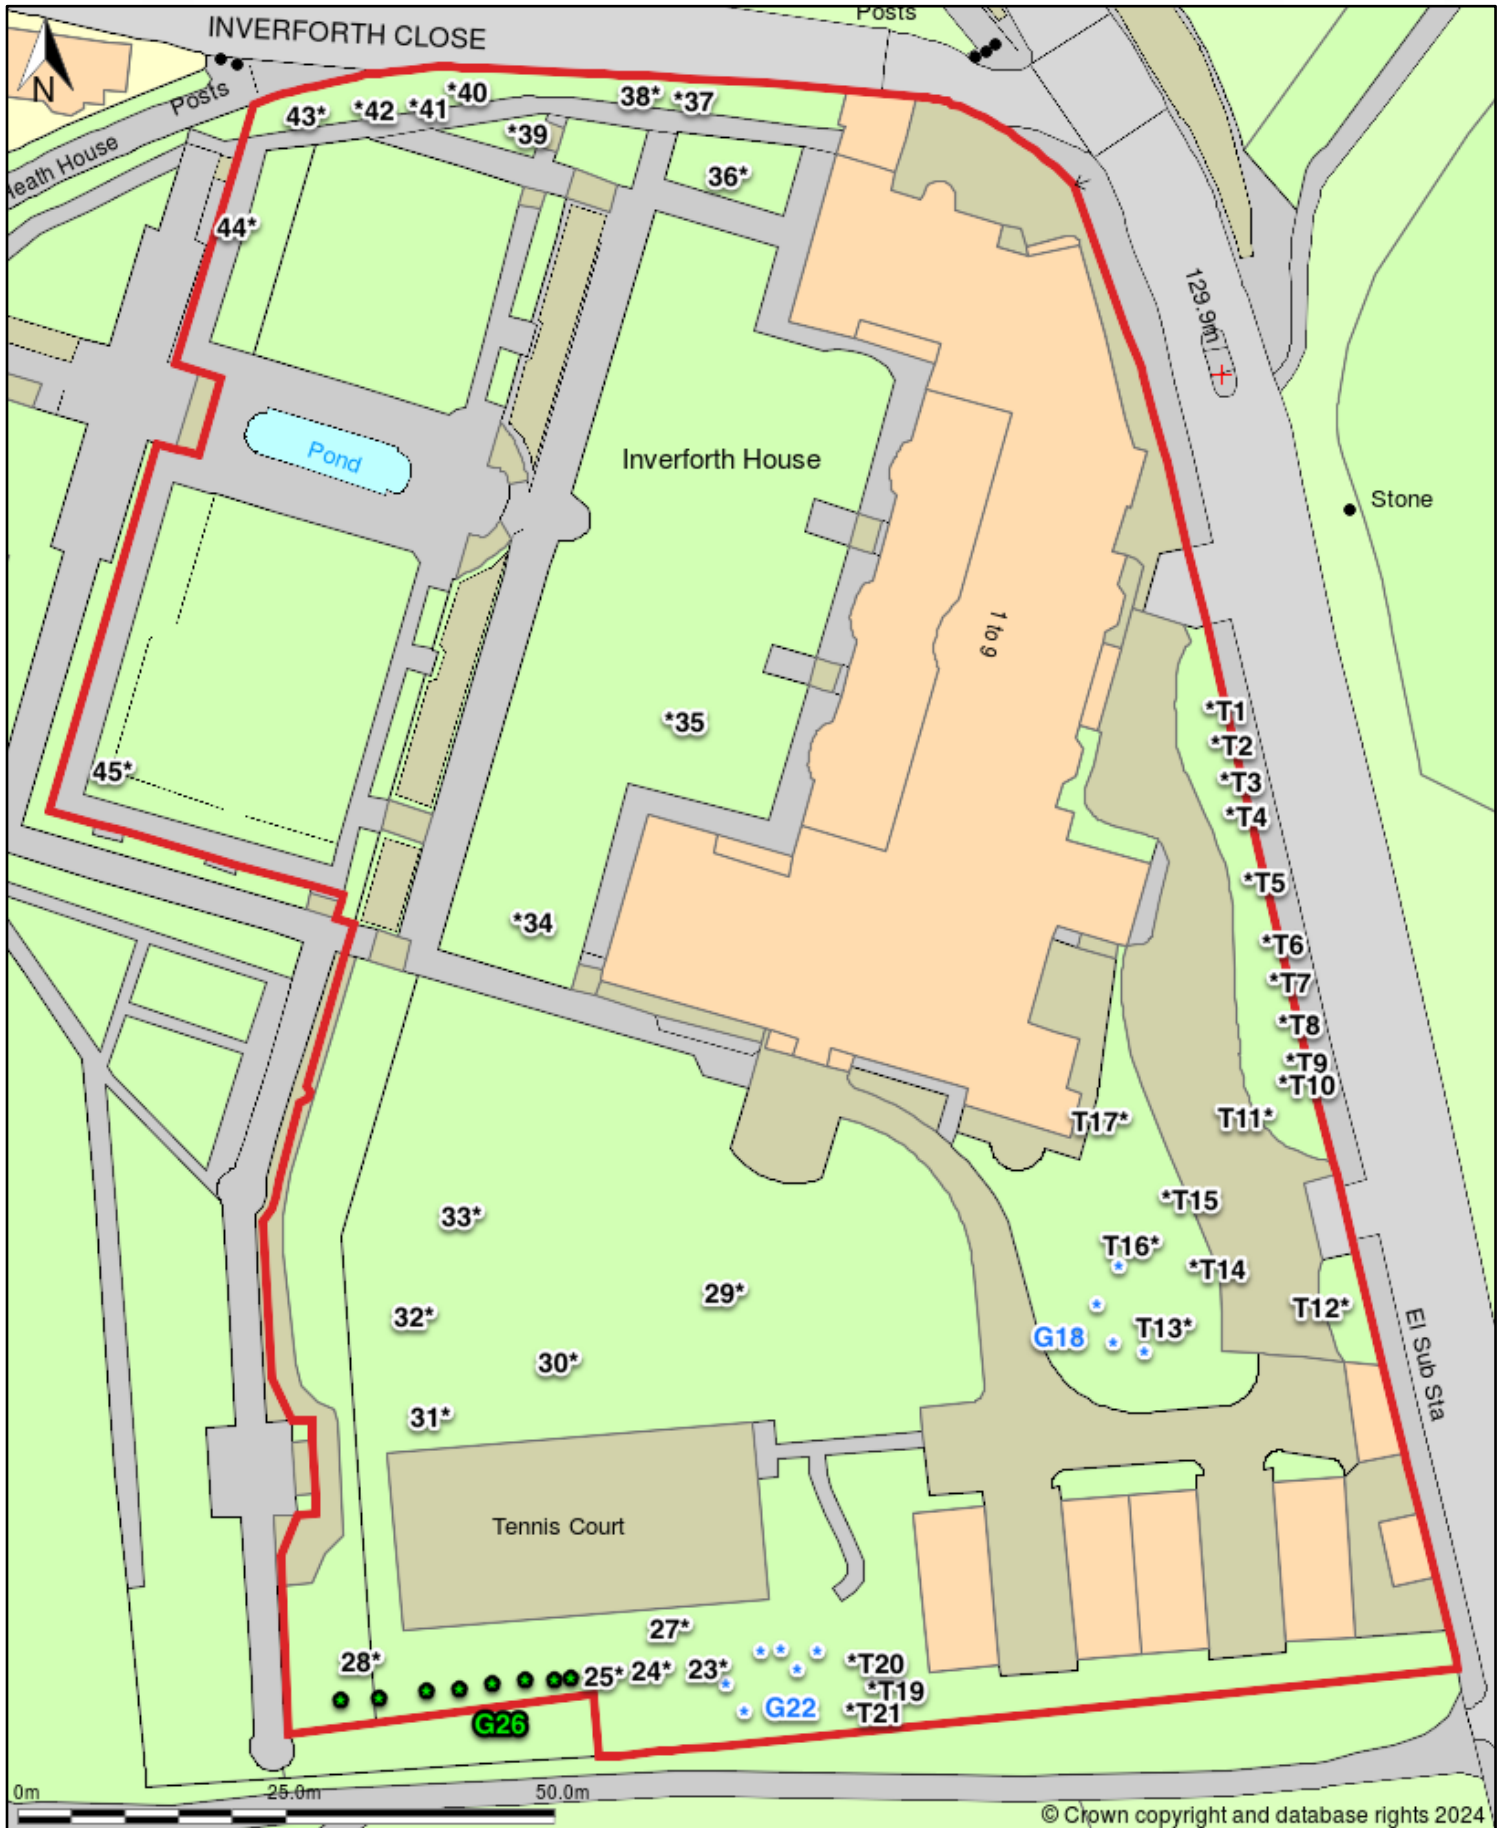 Posts
INVERFORTH CLOSE
N
Posts
43*
*42
*41
*40
38*
*37
*39
Heath House
36*
44*
129.9m
Pond
Inverforth House
Stone
1 to 9
*T1
*35
*T2
45*
*T3
*T4
*T5
*34
*T6
*T7
*T8
*T9
*T10
T17*
T11*
*T15
33*
T16*
*T14
29*
T12*
32*
T13*
G18
30*
El Sub Sta
31*
Tennis Court
27*
28*
25*
24*
23*
*T20
*T19
G22
*T21
G26
0m
25.0m
50.0m
© Crown copyright and database rights 2024